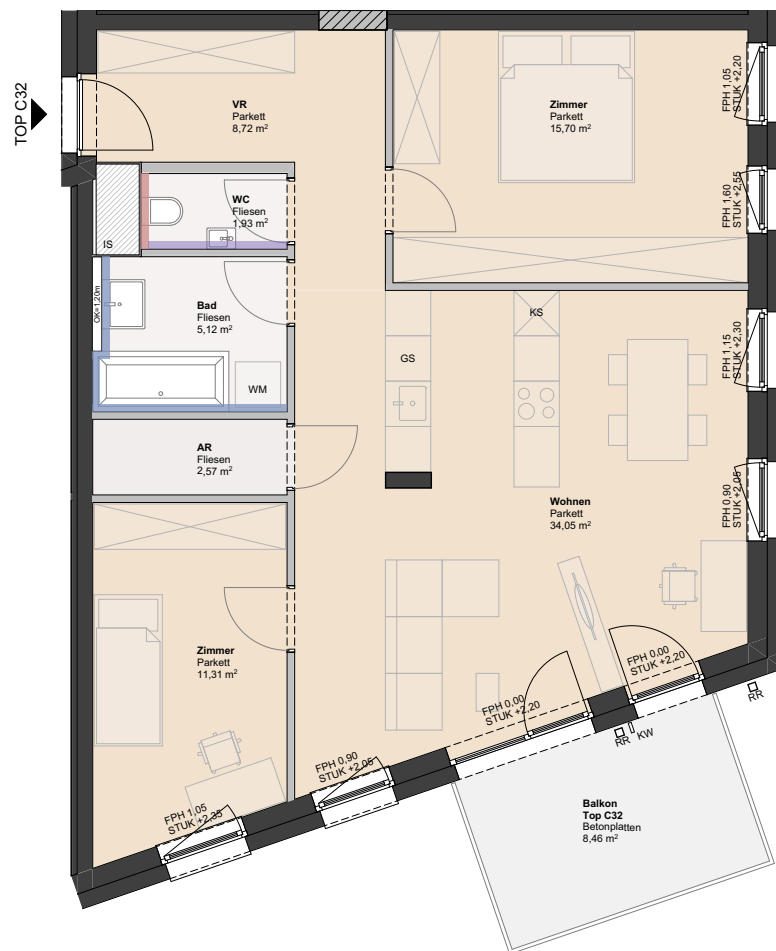 TOP C32
VR
Parkett
8,72 m²
Zimmer
Parkett
15,70 m²
FPH 1,05
STUK +2,20
WC
Fliesen
1,93 m²
FPH 1,60
STUK +2,55
IS
OK=1,20m
Bad
Fliesen
5,12 m²
WM
GS
KS
FPH 1,15
STUK +2,30
AR
Fliesen
2,57 m²
Wohnen
Parkett
34,05 m²
FPH 0,90
STUK +2,05
Zimmer
Parkett
11,31 m²
FPH 0,00
STUK +2,20
FPH 0,00
STUK +2,20
RR
RR
KW
FPH 0,90
STUK +2,05
FPH 1,05
STUK +2,35
Balkon
Top C32
Betonplatten
8,46 m²